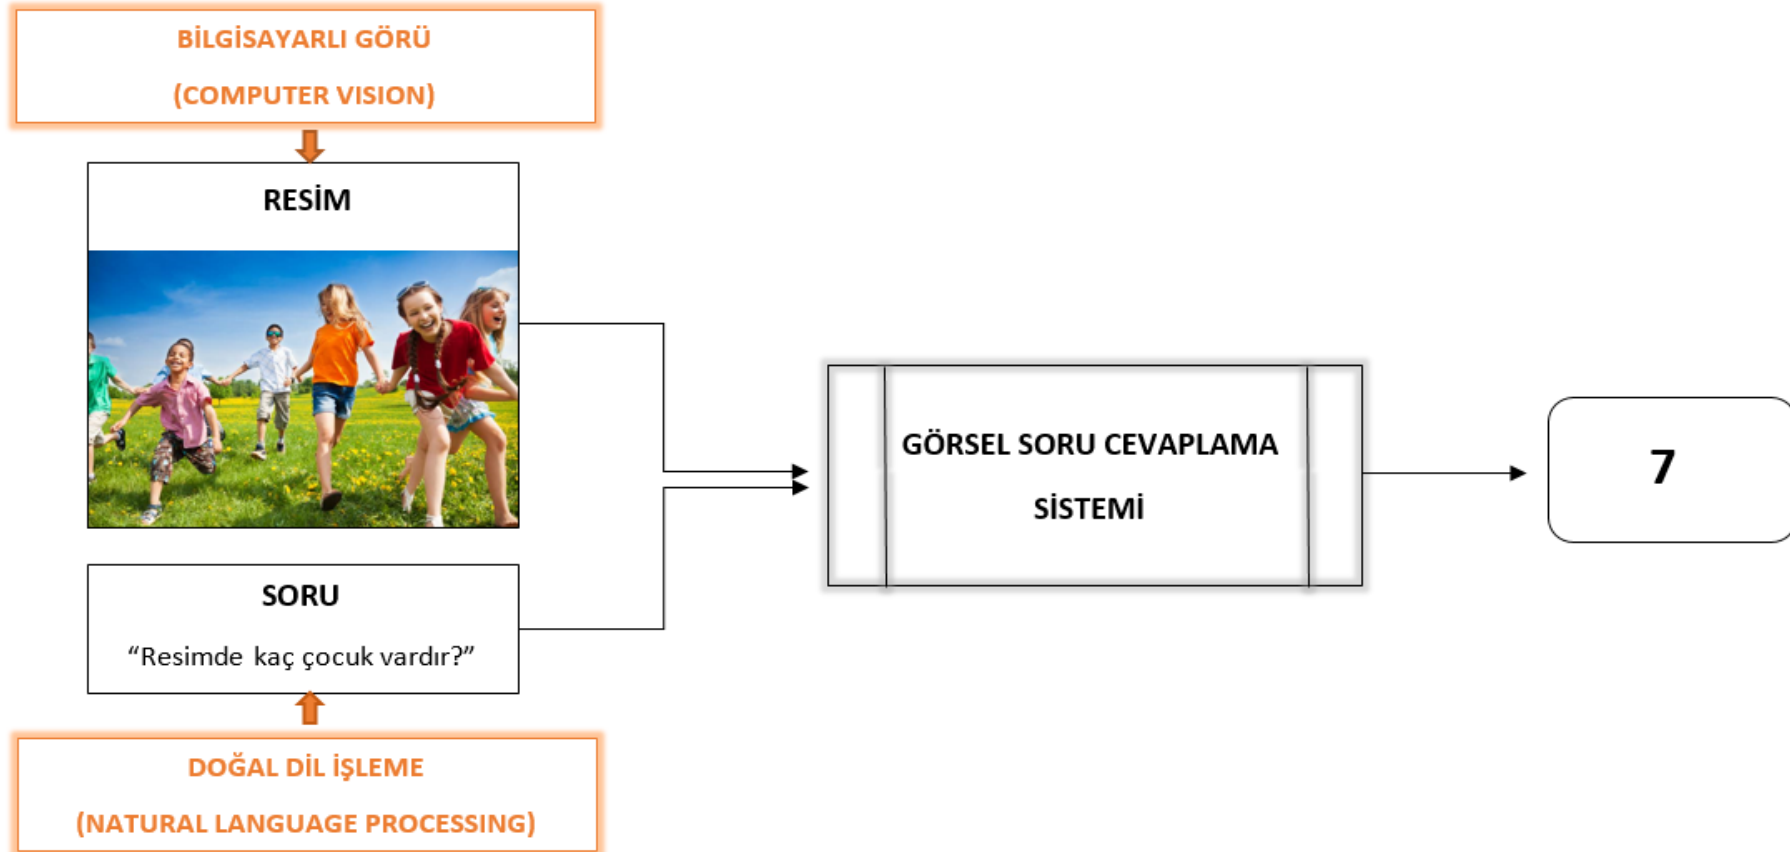 BİLGİSAYARLI GÖRÜ
(COMPUTER VISION)
RESİM
SORU
“Resimde kaç çocuk vardır?”
DOĞAL DİL İŞLEME
(NATURAL LANGUAGE PROCESSING)
GÖRSEL SORU CEVAPLAMA
SİSTEMİ
7